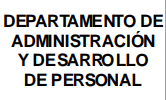 DEPARTAMENTO DE
ADMINISTRACIÓN
Y DESARROLLO
DE PERSONAL